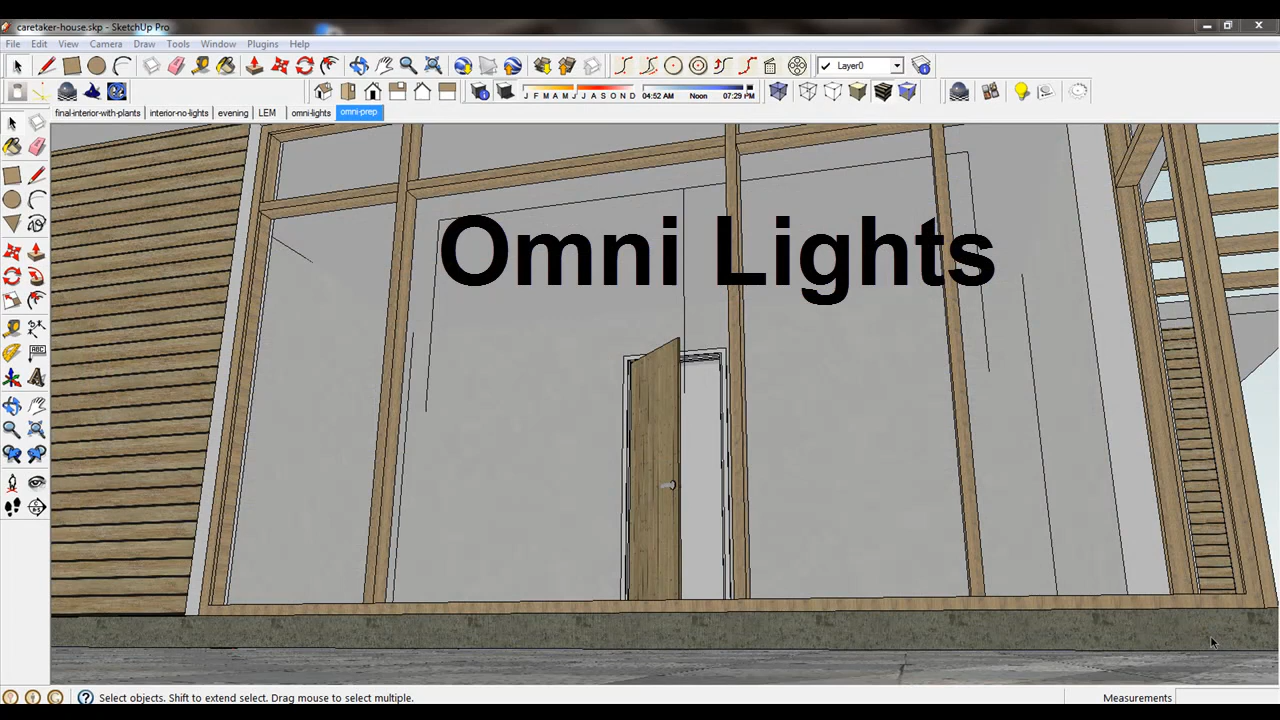 caretaker-house.skp - SketchUp Pro
File Edit View Camera Draw Tools Window Plugins Help
Layer0
J F M A M J J A S O N D 04:52 AM Noon 07:29 PM
final-interior-with-plants interior-no-lights evening LEM omni-lights omni-prep
Omni Lights
ABC
Select objects. Shift to extend select. Drag mouse to select multiple. Measurements